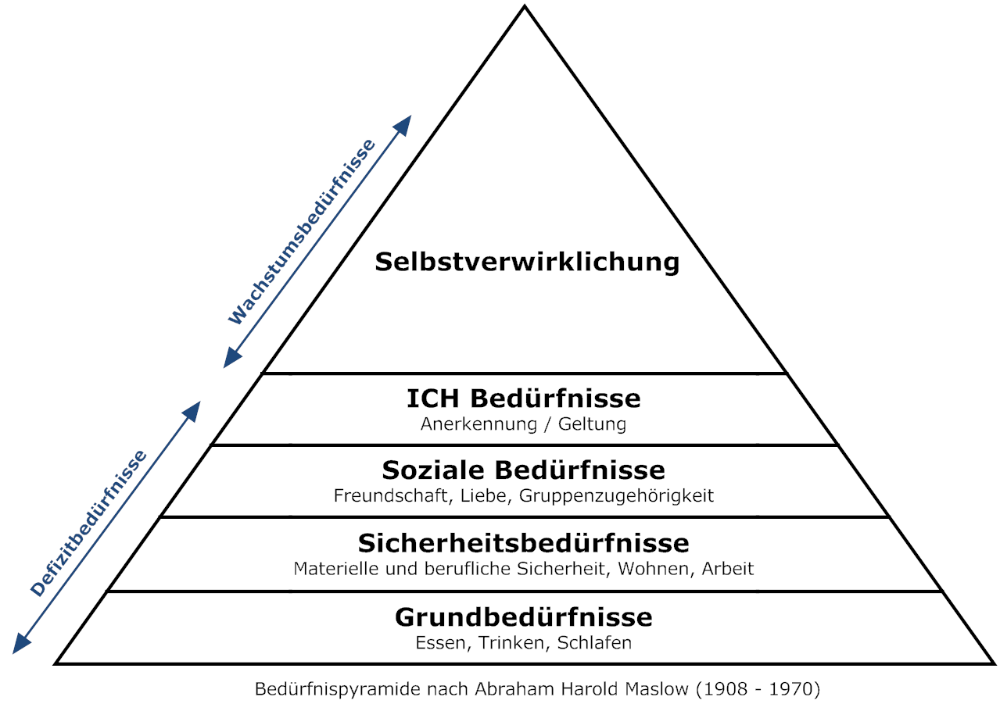 Wachstumsbedürfnisse
Selbstverwirklichung
Defizitbedürfnisse
ICH Bedürfnisse
Anerkennung / Geltung
Soziale Bedürfnisse
Freundschaft, Liebe, Gruppenzugehörigkeit
Sicherheitsbedürfnisse
Materielle und berufliche Sicherheit, Wohnen, Arbeit
Grundbedürfnisse
Essen, Trinken, Schlafen
Bedürfnispyramide nach Abraham Harold Maslow (1908 - 1970)